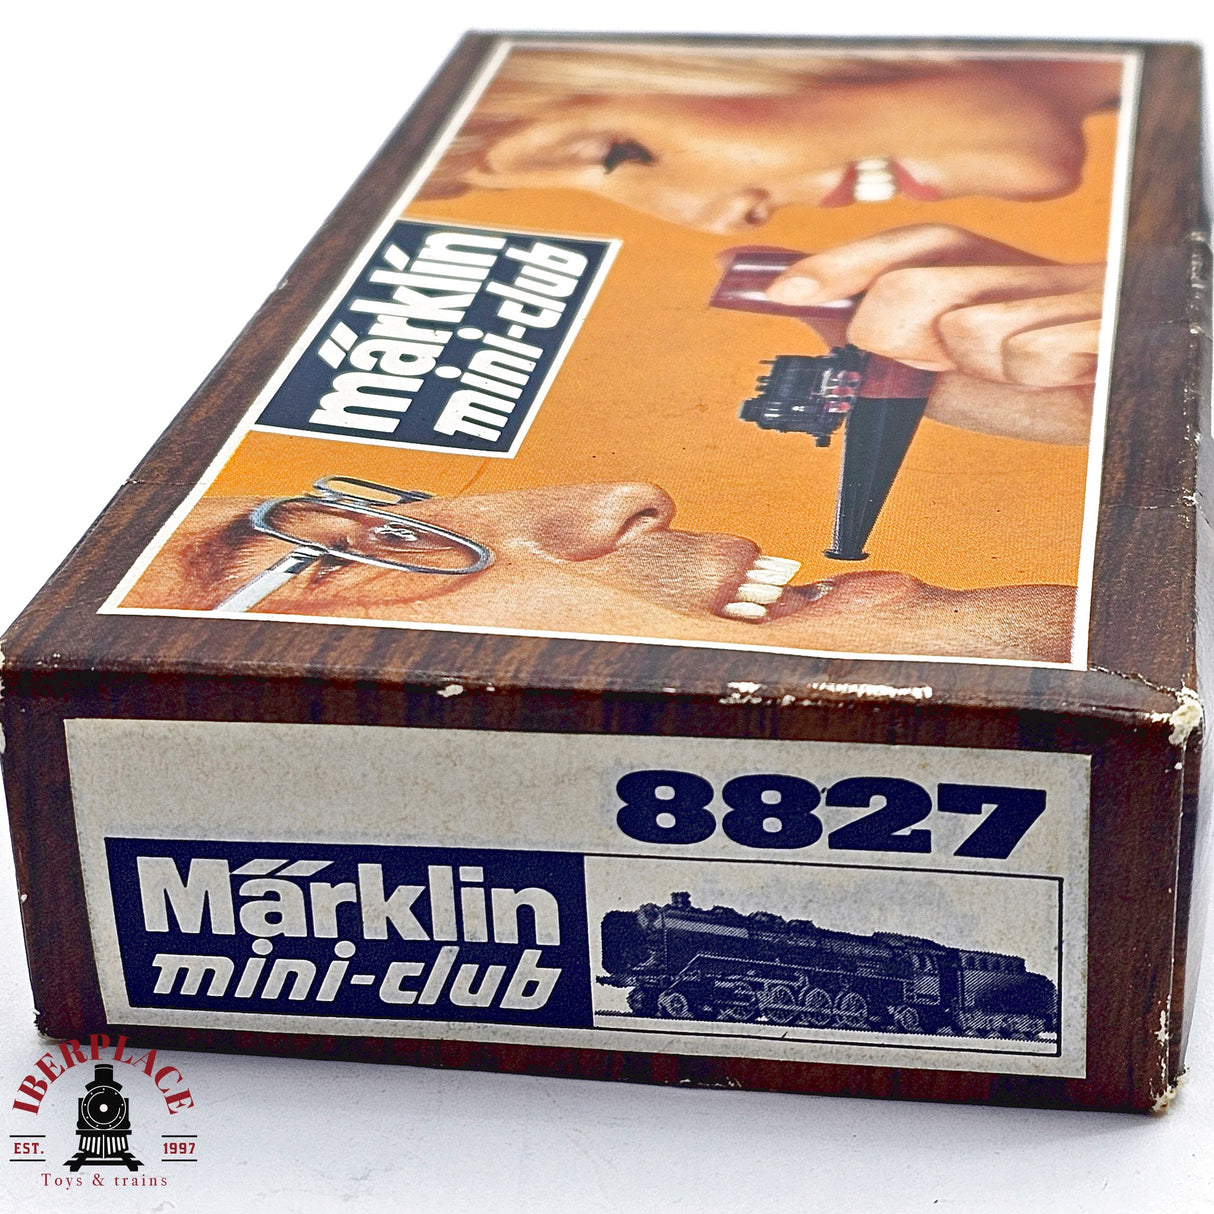 märklin
mini-club
8827
Märklin
mini-club
IBERPLACE
EST. 1997
Toys & trains